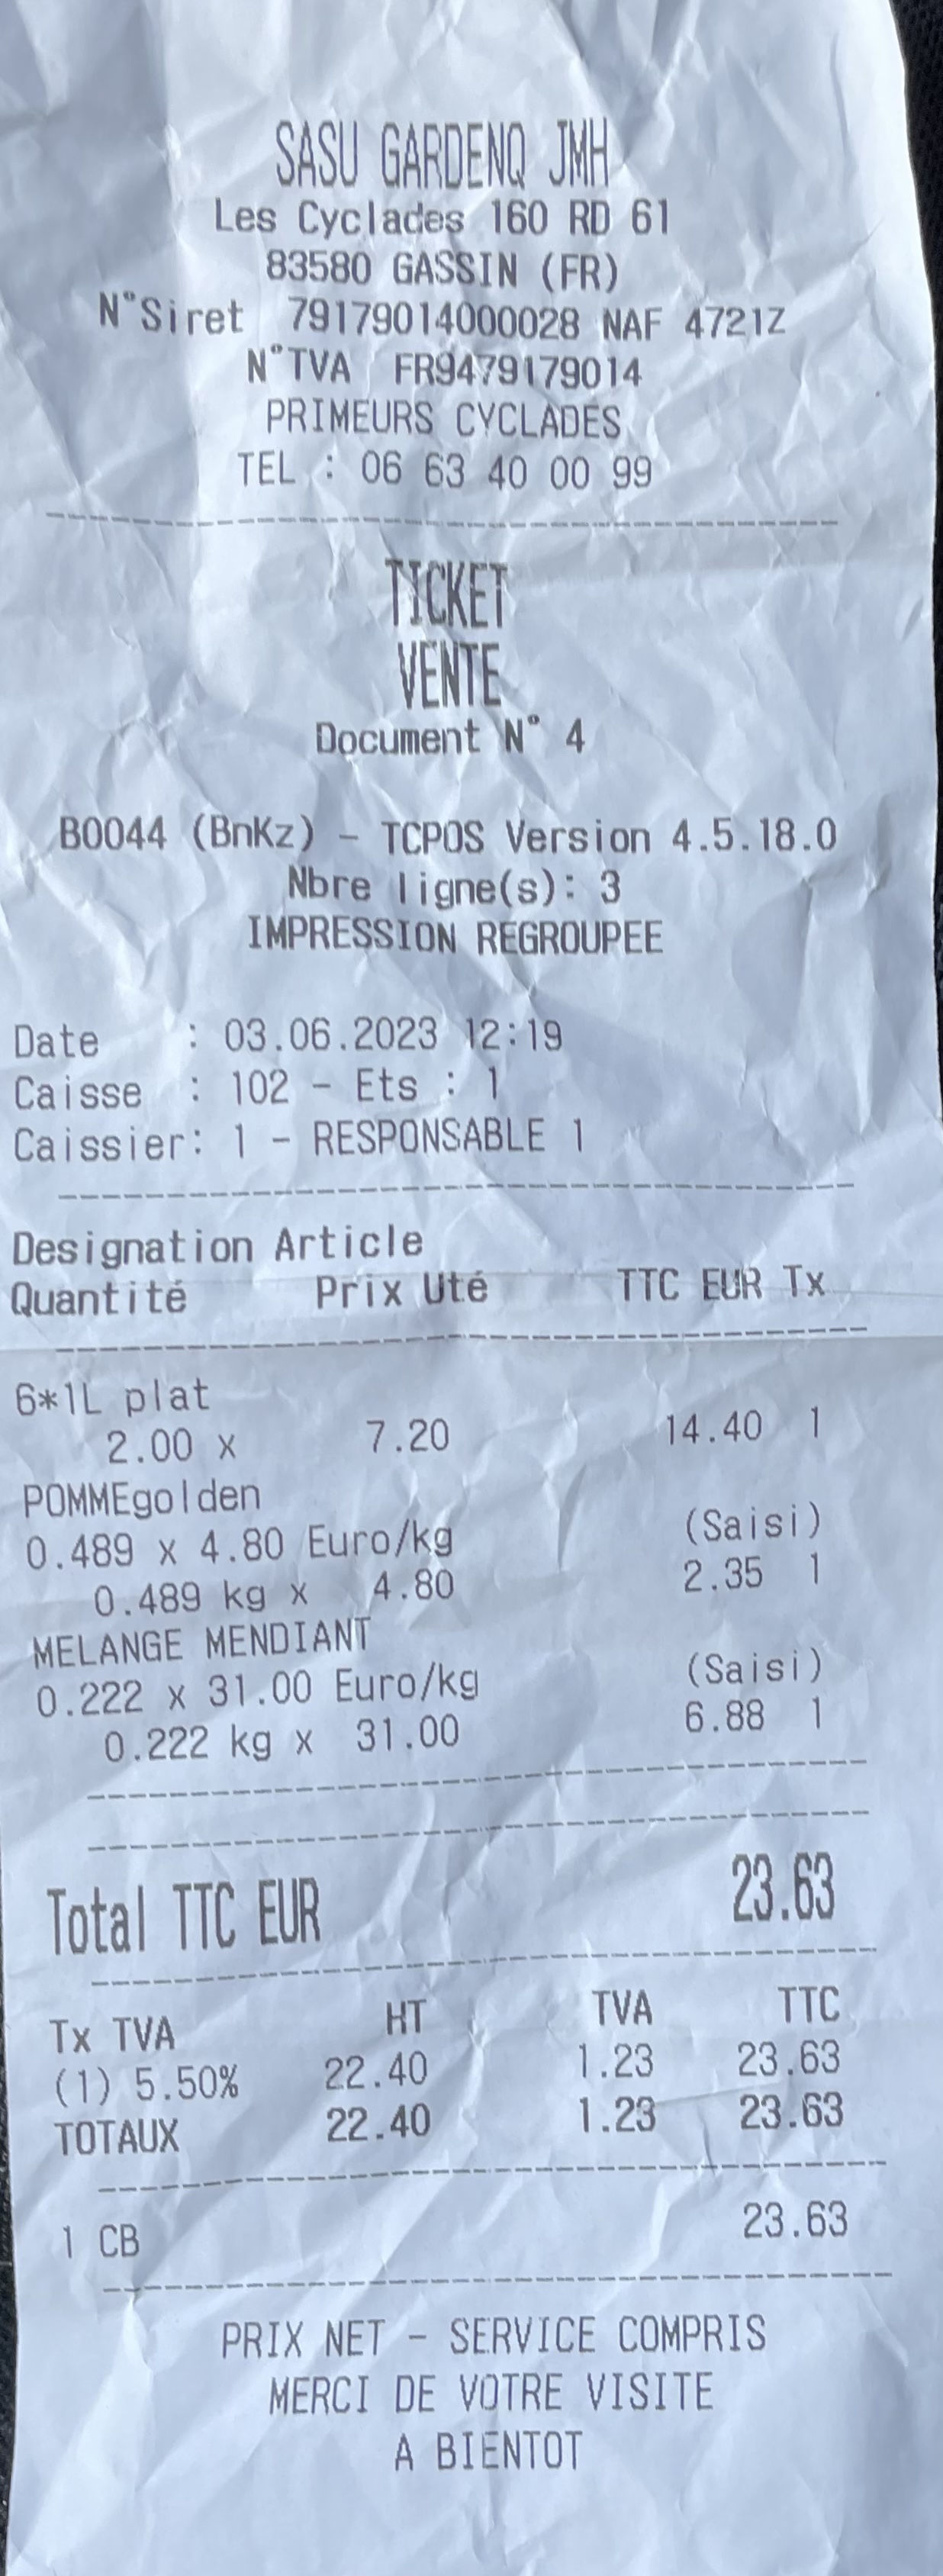 SASU GARDENQ JMH
Les Cyclades 160 RD 61
83580 GASSIN (FR)
N°Siret 79179014000028 NAF 4721Z
N°TVA FR9479179014
PRIMEURS CYCLADES
TEL : 06 63 40 00 99
TICKET
VENTE
Document N° 4
B0044 (BnKz) - TCPOS Version 4.5.18.0
Nbre ligne(s): 3
IMPRESSION REGROUPEE
Date : 03.06.2023 12:19
Caisse : 102 - Ets : 1
Caissier: 1 - RESPONSABLE 1
Designation Article
Quantité Prix Uté TTC EUR Tx
6*1L plat
2.00 x 7.20 14.40 1
POMMEgolden
0.489 x 4.80 Euro/kg (Saisi)
0.489 kg x 4.80 2.35 1
MELANGE MENDIANT
0.222 x 31.00 Euro/kg (Saisi)
0.222 kg x 31.00 6.88 1
Total TTC EUR 23.63
Tx TVA HT TVA TTC
(1) 5.50% 22.40 1.23 23.63
TOTAUX 22.40 1.23 23.63
1 CB 23.63
PRIX NET - SERVICE COMPRIS
MERCI DE VOTRE VISITE
A BIENTOT